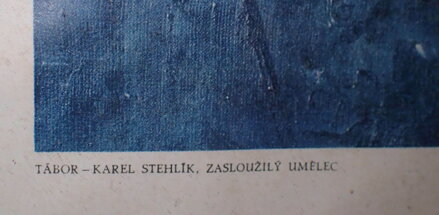 TÁBOR – KAREL STEHLÍK, ZASLOUŽILÝ UMĚLEC